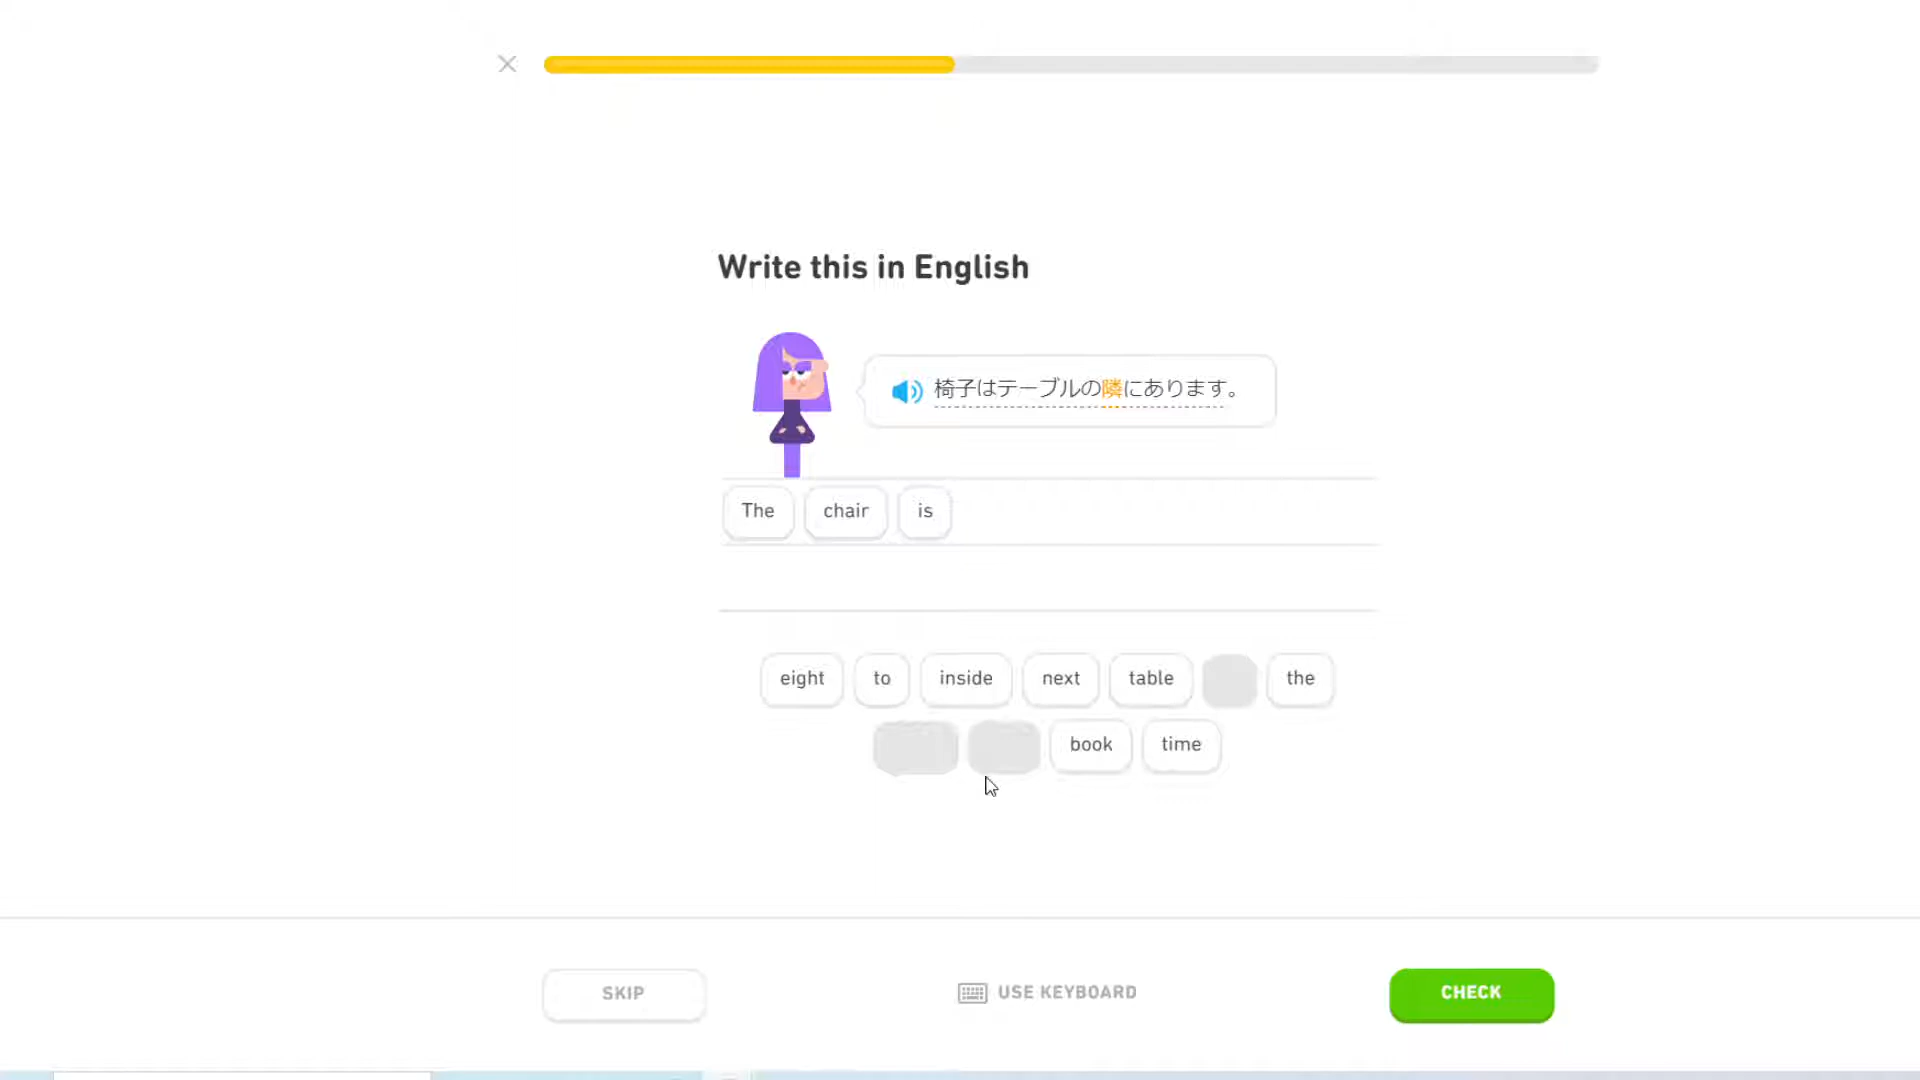 Write this in English
椅子はテーブルの隣にあります。
The chair is
eight to inside next table the
book time
SKIP USE KEYBOARD CHECK